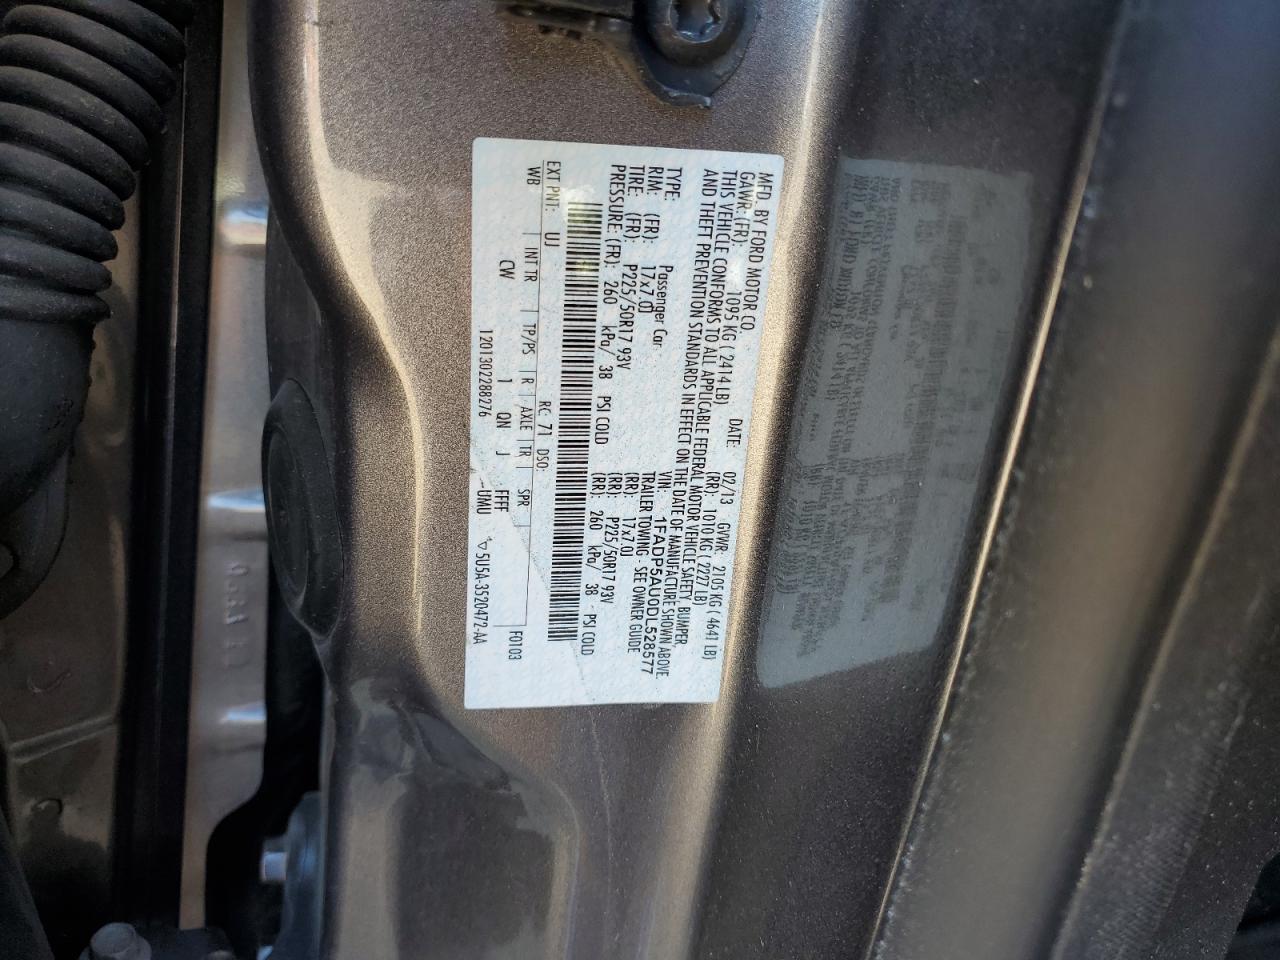 MFD. BY FORD MOTOR CO.
DATE: 02/13 GVWR: 2105 KG ( 4641 LB)
GAWR: (FR): 1095 KG ( 2414 LB) (RR): 1010 KG ( 2227 LB)
THIS VEHICLE CONFORMS TO ALL APPLICABLE FEDERAL MOTOR VEHICLE SAFETY, BUMPER,
AND THEFT PREVENTION STANDARDS IN EFFECT ON THE DATE OF MANUFACTURE SHOWN ABOVE.
VIN: 1FADP5AU0DL528577
TYPE: Passenger Car TRAILER TOWING - SEE OWNER GUIDE
RIM: (FR): 17x7.0J (RR): 17x7.0J
TIRE: (FR): P225/50R17 93V (RR): P225/50R17 93V
PRESSURE: (FR): 260 kPa/ 38 PSI COLD (RR): 260 kPa/ 38 - PSI COLD
EXT PNT: UJ RC: 71 DSO: F0103
WB INT TR TP/PS R AXLE TR SPR
CW 1 QN J FFFF
1201302288276 UMU 5U5A-3520472-AA